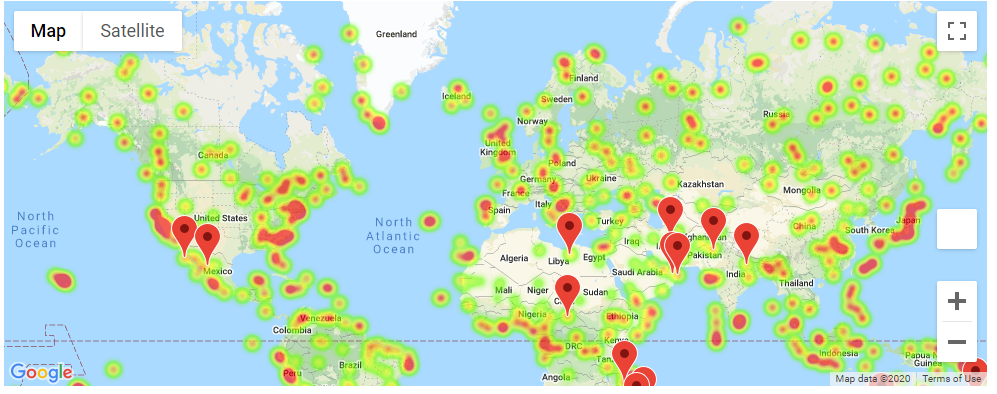 Map
Satellite
Greenland
Iceland
Finland
Sweden
Norway
Russia
United
Kingdom
Canada
Poland
Germany
Ukraine
Kazakhstan
Mongolia
France
Italy
Spain
Turkey
North
Pacific
Ocean
United States
North
Atlantic
Ocean
Japan
China
South Korea
Iraq
Afghanistan
Pakistan
Algeria
Libya
Egypt
Mexico
Saudi Arabia
India
Mali
Niger
Sudan
Thailand
Nigeria
Ethiopia
Venezuela
Colombia
Kenya
DRC
Indonesia
Papua New
Guinea
Brazil
Peru
Angola
Google
Map data ©2020
Terms of Use